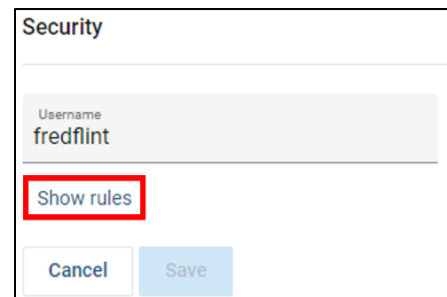 Security
Username
fredflint
Show rules
Cancel Save